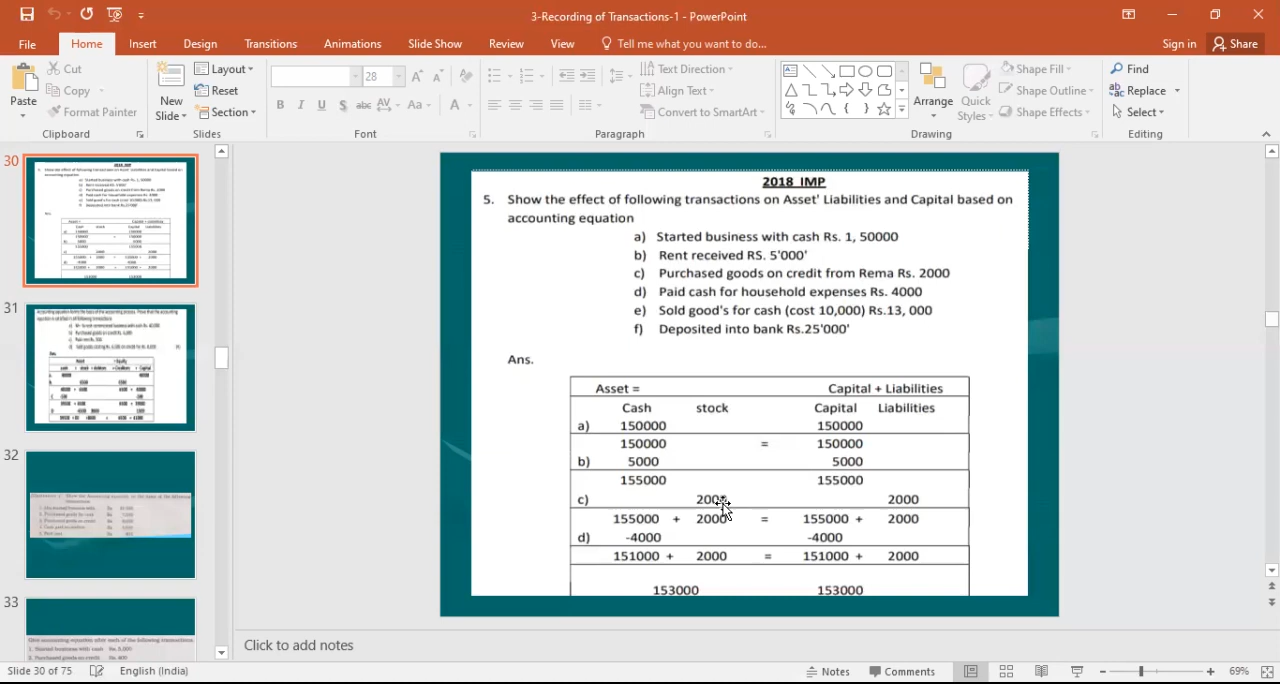 3-Recording of Transactions-1 - PowerPoint
File Home Insert Design Transitions Animations Slide Show Review View Tell me what you want to do... Sign in Share
Paste Cut Copy Format Painter
Clipboard
New Slide Layout Reset Section
Slides
28
B I U S abc AV Aa A
Font
Text Direction Align Text Convert to SmartArt
Paragraph
Arrange Quick Styles Shape Fill Shape Outline Shape Effects
Drawing
Find Replace Select
Editing
30
31
32
33
2018 IMP
5. Show the effect of following transactions on Asset' Liabilities and Capital based on
accounting equation
a) Started business with cash Rs. 1, 50000
b) Rent received RS. 5'000'
c) Purchased goods on credit from Rema Rs. 2000
d) Paid cash for household expenses Rs. 4000
e) Sold good's for cash (cost 10,000) Rs.13, 000
f) Deposited into bank Rs.25'000'
Ans.
Asset = Capital + Liabilities
Cash stock Capital Liabilities
a) 150000 150000
150000 = 150000
b) 5000 5000
155000 155000
c) 2000 2000
155000 + 2000 = 155000 + 2000
d) -4000 -4000
151000 + 2000 = 151000 + 2000
153000 153000
Click to add notes
Slide 30 of 75 English (India) Notes Comments 69%